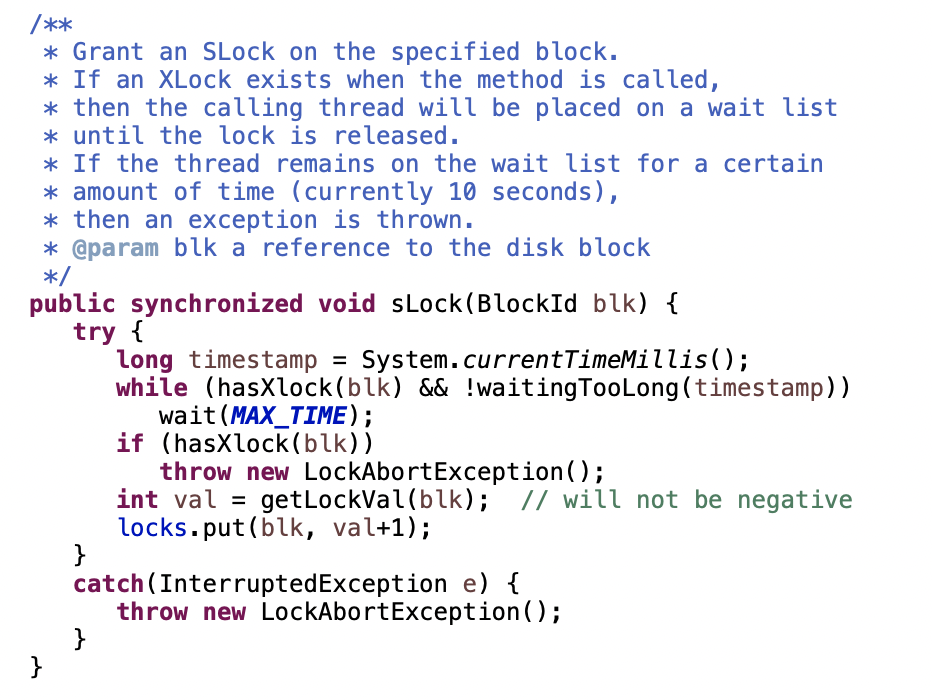 /**
 * Grant an SLock on the specified block.
 * If an XLock exists when the method is called,
 * then the calling thread will be placed on a wait list
 * until the lock is released.
 * If the thread remains on the wait list for a certain
 * amount of time (currently 10 seconds),
 * then an exception is thrown.
 * @param blk a reference to the disk block
 */
public synchronized void sLock(BlockId blk) {
   try {
      long timestamp = System.currentTimeMillis();
      while (hasXlock(blk) && !waitingTooLong(timestamp))
         wait(MAX_TIME);
      if (hasXlock(blk))
         throw new LockAbortException();
      int val = getLockVal(blk);  // will not be negative
      locks.put(blk, val+1);
   }
   catch(InterruptedException e) {
      throw new LockAbortException();
   }
}